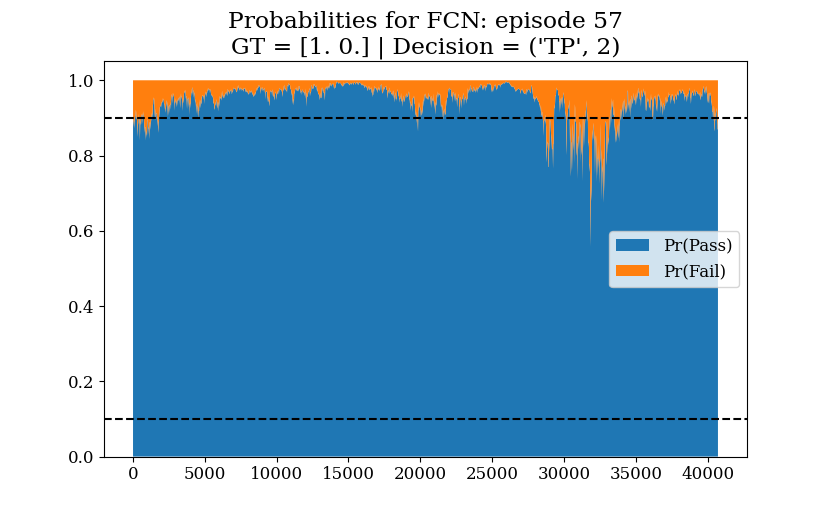 Probabilities for FCN: episode 57
GT = [1. 0.] | Decision = ('TP', 2)
1.0
0.8
0.6
0.4
0.2
0.0
Pr(Pass)
Pr(Fail)
0 5000 10000 15000 20000 25000 30000 35000 40000